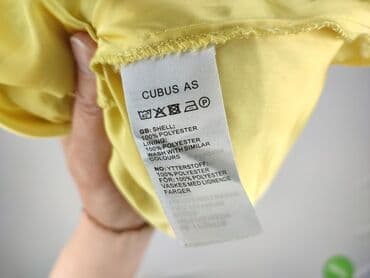 CUBUS AS
GB: SHELL:
100% POLYESTER
LINING:
100% POLYESTER
WASH WITH SIMILAR
COLOURS
NO: YTTERSTOFF:
100% POLYESTER
FÔR: 100% POLYESTER
VASKES MED LIGNENDE
FARGER